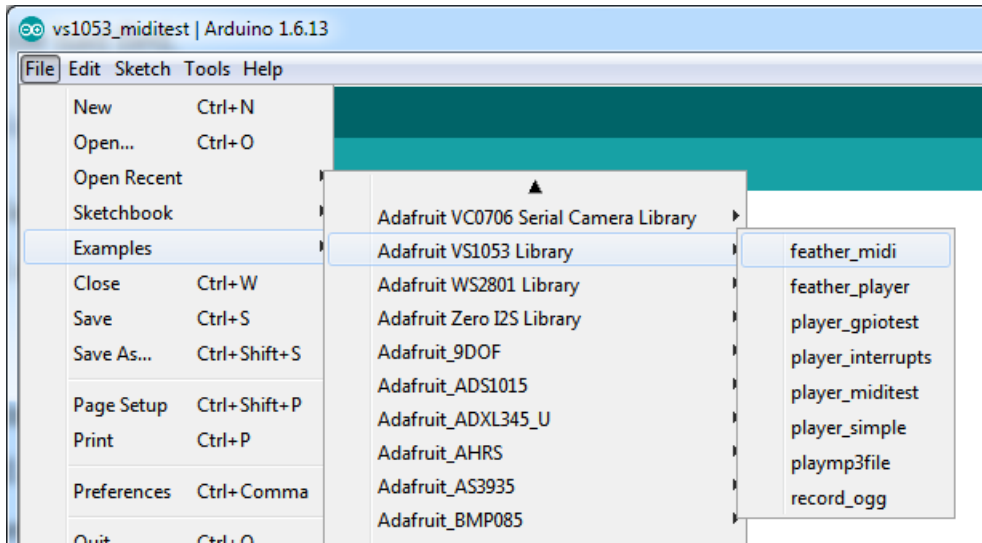 vs1053_miditest | Arduino 1.6.13
File Edit Sketch Tools Help
New Ctrl+N
Open... Ctrl+O
Open Recent
Sketchbook
Examples
Close Ctrl+W
Save Ctrl+S
Save As... Ctrl+Shift+S
Page Setup Ctrl+Shift+P
Print Ctrl+P
Preferences Ctrl+Comma
Quit Ctrl+Q
Adafruit VC0706 Serial Camera Library
Adafruit VS1053 Library
Adafruit WS2801 Library
Adafruit Zero I2S Library
Adafruit_9DOF
Adafruit_ADS1015
Adafruit_ADXL345_U
Adafruit_AHRS
Adafruit_AS3935
Adafruit_BMP085
feather_midi
feather_player
player_gpiotest
player_interrupts
player_miditest
player_simple
playmp3file
record_ogg